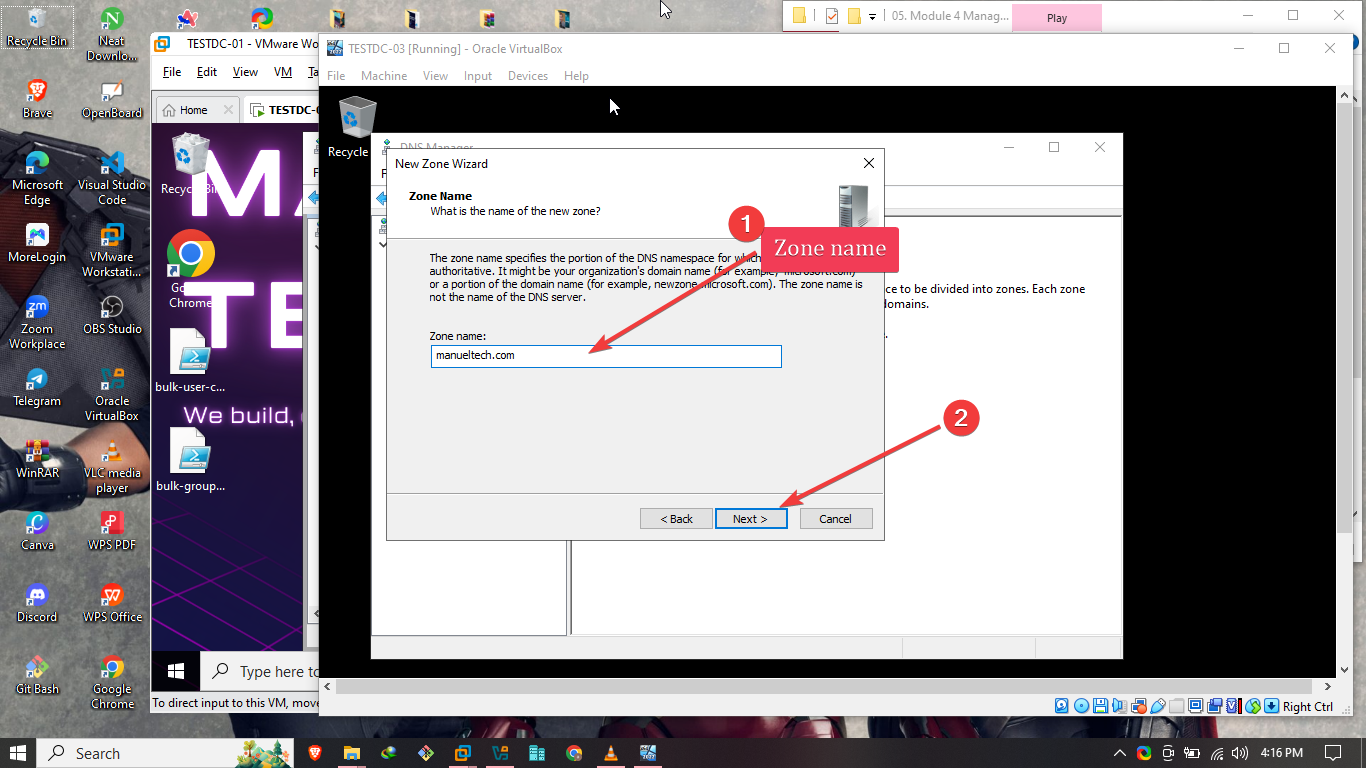 05. Module 4 Manag...
Play
Recycle Bin
Neat
Downlo...
Brave
OpenBoard
Microsoft
Edge
Visual Studio
Code
MoreLogin
VMware
Workstati...
Zoom
Workplace
OBS Studio
Telegram
Oracle
VirtualBox
WinRAR
VLC media
player
Canva
WPS PDF
Discord
WPS Office
Git Bash
Google
Chrome
TESTDC-01 - VMware Wo
File Edit View VM Ta
Home
TESTDC-0
Recycle Bin
bulk-user-c...
We build,
bulk-group...
Type here to
To direct input to this VM, move
TESTDC-03 [Running] - Oracle VirtualBox
File Machine View Input Devices Help
Recycle
DNS Manager
New Zone Wizard
Zone Name
What is the name of the new zone?
1
Zone name
The zone name specifies the portion of the DNS namespace for which
authoritative. It might be your organization's domain name (for example, microsoft.com)
or a portion of the domain name (for example, newzone.microsoft.com). The zone name is
not the name of the DNS server.
ce to be divided into zones. Each zone
domains.
Zone name:
manueltech.com
2
< Back
Next >
Cancel
Right Ctrl
Search
4:16 PM